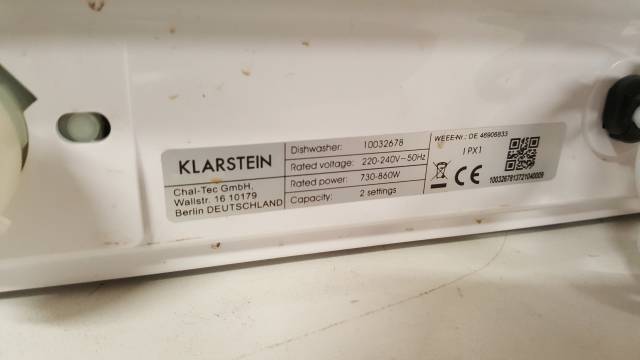 KLARSTEIN
Chal-Tec GmbH,
Wallstr. 16 10179
Berlin DEUTSCHLAND
Dishwasher: 10032678
Rated voltage: 220-240V~50Hz
Rated power: 730-860W
Capacity: 2 settings
WEEE-Nr.: DE 46906833
IPX1
CE
1003267813721040009